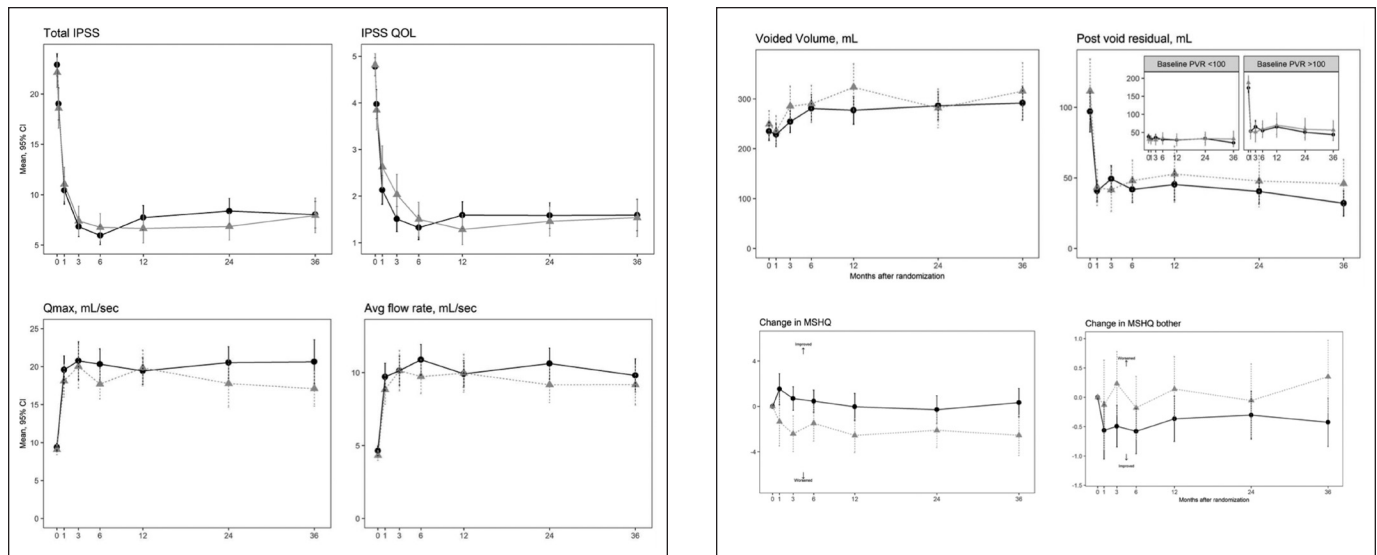 Total IPSS
IPSS QOL
Mean, 95% CI
20
15
10
5
5
4
3
2
1
0 1 3 6 12 24 36
0 1 3 6 12 24 36
Qmax, mL/sec
Avg flow rate, mL/sec
Mean, 95% CI
25
20
15
10
5
0
10
5
0
0 1 3 6 12 24 36
0 1 3 6 12 24 36
Voided Volume, mL
Post void residual, mL
300
200
300
0
100
50
0
Baseline PVR <100
Baseline PVR >100
200
150
100
50
0 1 3 6 12 24 36
0 1 3 6 12 24 36
0 1 3 6 12 24 36
0 1 3 6 12 24 36
Months after randomization
Change in MSHQ
Change in MSHQ bother
4
0
-4
Improved
Worsened
1.0
0.5
0.0
-0.5
-1.0
-1.5
Worsened
Improved
0 1 3 6 12 24 36
0 1 3 6 12 24 36
Months after randomization